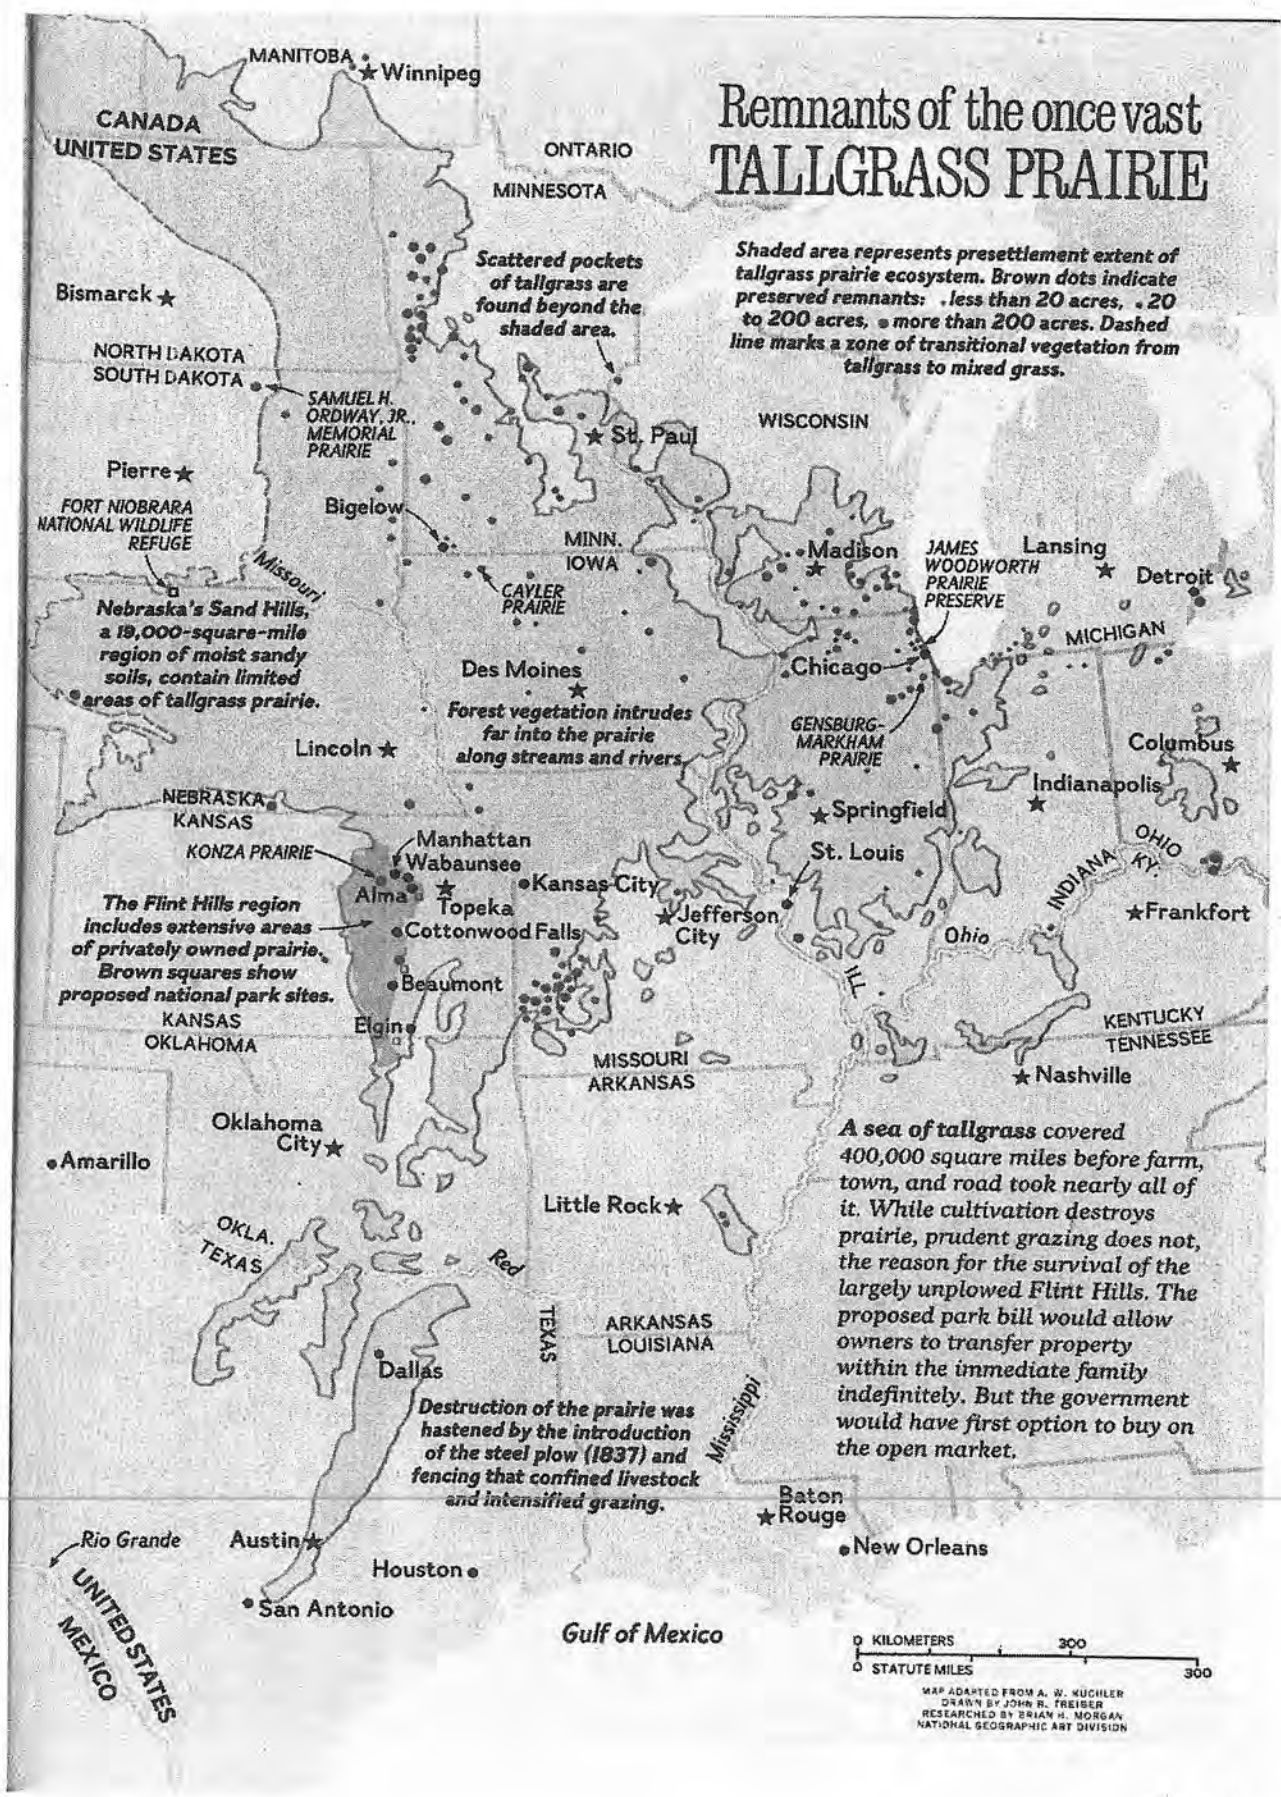 MANITOBA
Winnipeg
CANADA
UNITED STATES
ONTARIO
MINNESOTA
Remnants of the once vast
TALLGRASS PRAIRIE
Shaded area represents presettlement extent of
tallgrass prairie ecosystem. Brown dots indicate
preserved remnants: . less than 20 acres, . 20
to 200 acres, ● more than 200 acres. Dashed
line marks a zone of transitional vegetation from
tallgrass to mixed grass.
Scattered pockets
of tallgrass are
found beyond the
shaded area.
Bismarck
NORTH DAKOTA
SOUTH DAKOTA
SAMUEL H.
ORDWAY, JR.,
MEMORIAL
PRAIRIE
WISCONSIN
St. Paul
Pierre
FORT NIOBRARA
NATIONAL WILDLIFE
REFUGE
Bigelow
Missouri
MINN.
IOWA
CAYLER
PRAIRIE
Madison
JAMES
WOODWORTH
PRAIRIE
PRESERVE
Lansing
Detroit
MICHIGAN
Nebraska's Sand Hills,
a 19,000-square-mile
region of moist sandy
soils, contain limited
areas of tallgrass prairie.
Des Moines
Chicago
Forest vegetation intrudes
far into the prairie
along streams and rivers.
GENSBURG-
MARKHAM
PRAIRIE
Lincoln
Columbus
Indianapolis
NEBRASKA
KANSAS
Springfield
OHIO
KY.
INDIANA
KONZA PRAIRIE
Manhattan
Wabaunsee
Alma
Topeka
Kansas City
St. Louis
Jefferson
City
Frankfort
Ohio
ILL.
The Flint Hills region
includes extensive areas
of privately owned prairie.
Brown squares show
proposed national park sites.
Cottonwood Falls
Beaumont
Elgin
KANSAS
OKLAHOMA
MISSOURI
ARKANSAS
KENTUCKY
TENNESSEE
Nashville
Oklahoma
City
Amarillo
Little Rock
A sea of tallgrass covered
400,000 square miles before farm,
town, and road took nearly all of
it. While cultivation destroys
prairie, prudent grazing does not,
the reason for the survival of the
largely unplowed Flint Hills. The
proposed park bill would allow
owners to transfer property
within the immediate family
indefinitely. But the government
would have first option to buy on
the open market.
OKLA.
TEXAS
Red
TEXAS
ARKANSAS
LOUISIANA
Dallas
Mississippi
Destruction of the prairie was
hastened by the introduction
of the steel plow (1837) and
fencing that confined livestock
and intensified grazing.
Baton
Rouge
New Orleans
Rio Grande
Austin
Houston
San Antonio
UNITED STATES
MEXICO
Gulf of Mexico
0 KILOMETERS 300
0 STATUTE MILES 300
MAP ADAPTED FROM A. W. KUCHLER
DRAWN BY JOHN R. TREIBER
RESEARCHED BY BRIAN H. MORGAN
NATIONAL GEOGRAPHIC ART DIVISION